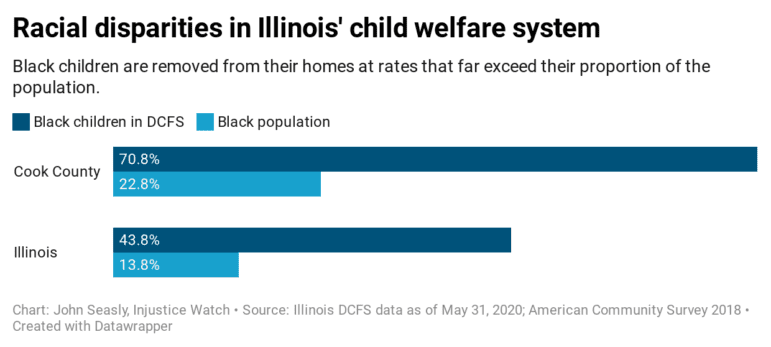 Racial disparities in Illinois' child welfare system
Black children are removed from their homes at rates that far exceed their proportion of the
population.
Black children in DCFS Black population
Cook County
70.8%
22.8%
Illinois
43.8%
13.8%
Chart: John Seasly, Injustice Watch • Source: Illinois DCFS data as of May 31, 2020; American Community Survey 2018 •
Created with Datawrapper